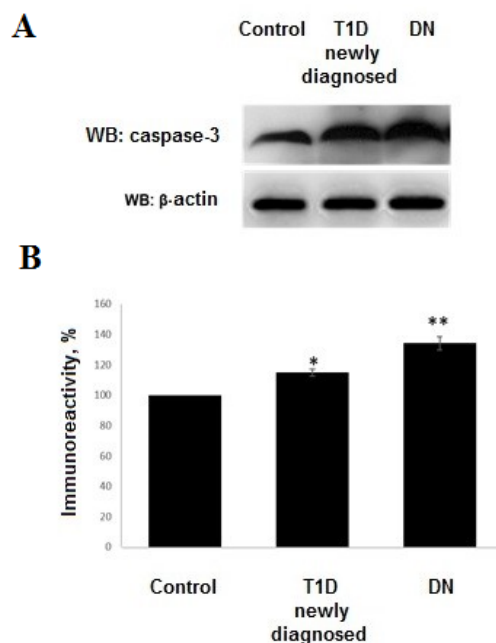 A
Control
T1D
newly
diagnosed
DN
WB: caspase-3
WB: β-actin
B
Immunoreactivity, %
160
140
120
100
80
60
40
20
0
*
**
Control
T1D
newly
diagnosed
DN